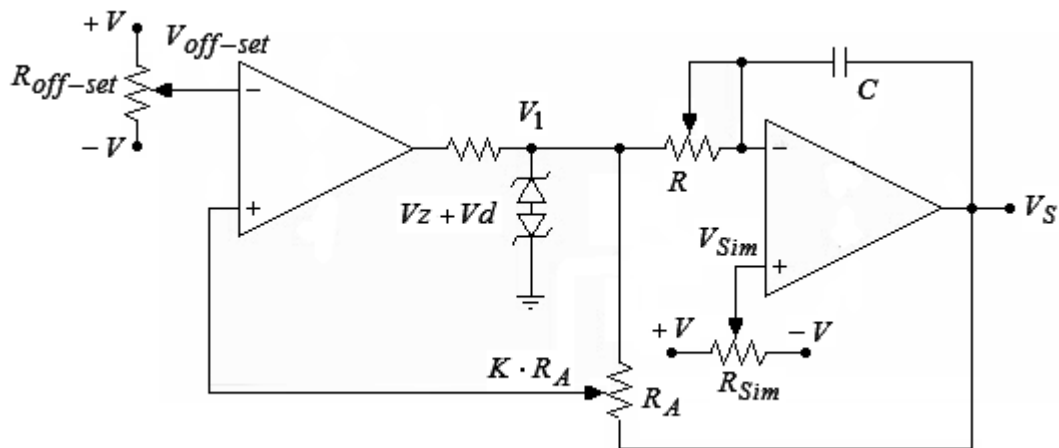 +V
V_off-set
R_off-set
-V
-
+
V_1
Vz + Vd
R
C
-
+
V_S
V_Sim
+V
-V
R_Sim
K · R_A
R_A